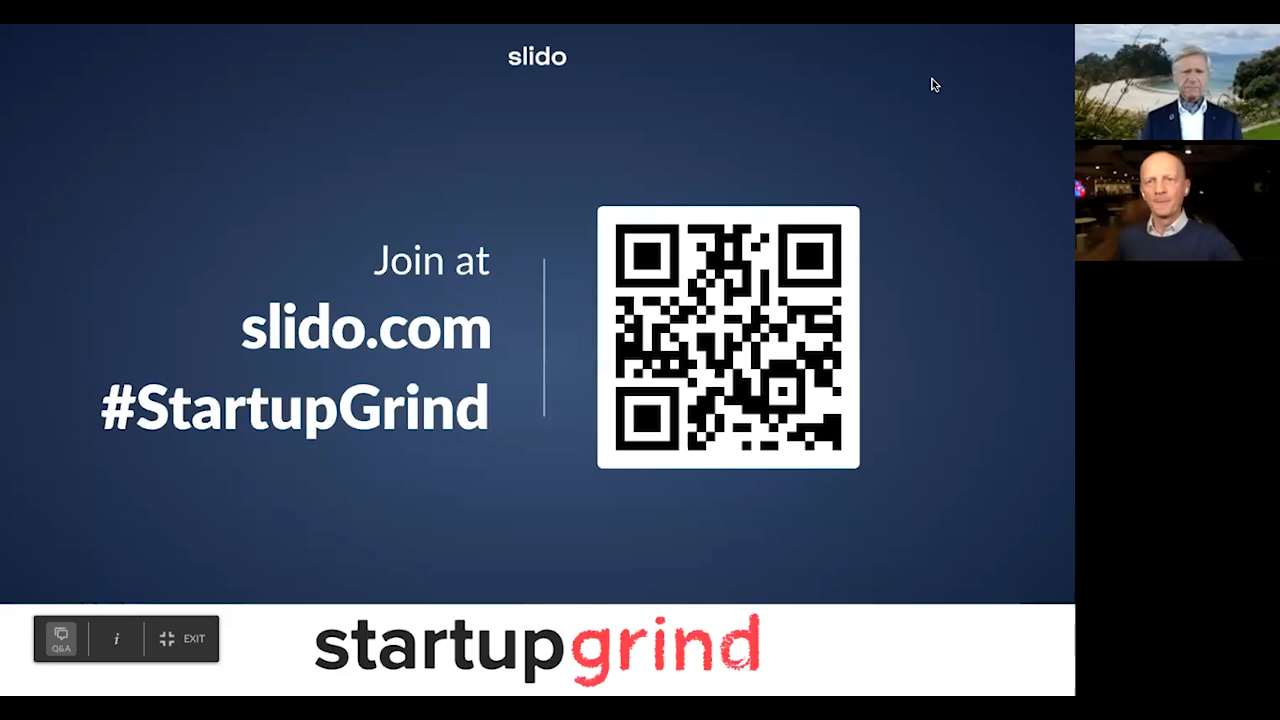 slido
Join at
slido.com
#StartupGrind
Q&A
i
EXIT
startupgrind